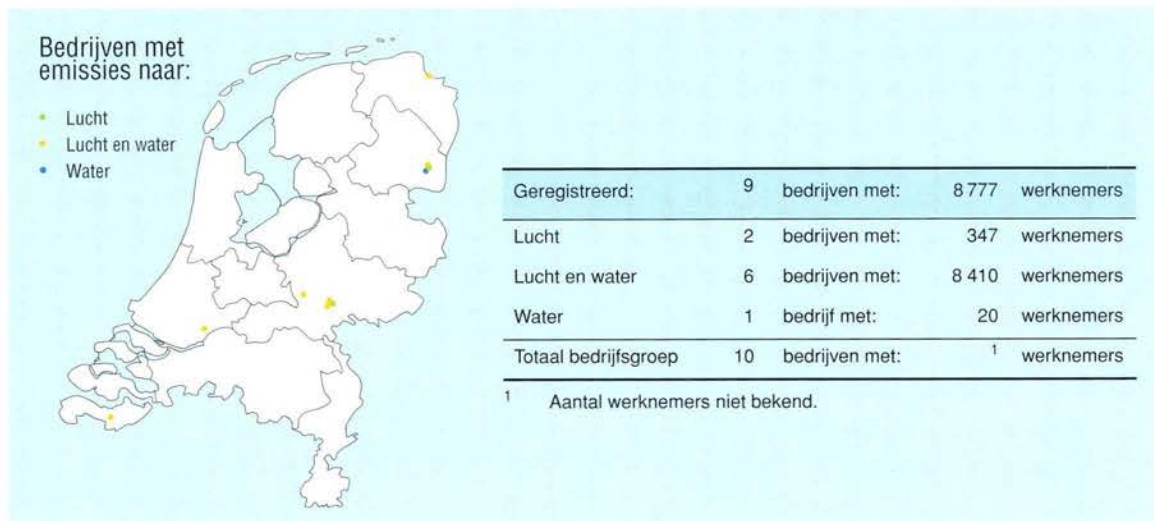 Bedrijven met
emissies naar:
Lucht
Lucht en water
Water
Geregistreerd: 9 bedrijven met: 8 777 werknemers
Lucht 2 bedrijven met: 347 werknemers
Lucht en water 6 bedrijven met: 8 410 werknemers
Water 1 bedrijf met: 20 werknemers
Totaal bedrijfsgroep 10 bedrijven met: 1 werknemers
1 Aantal werknemers niet bekend.